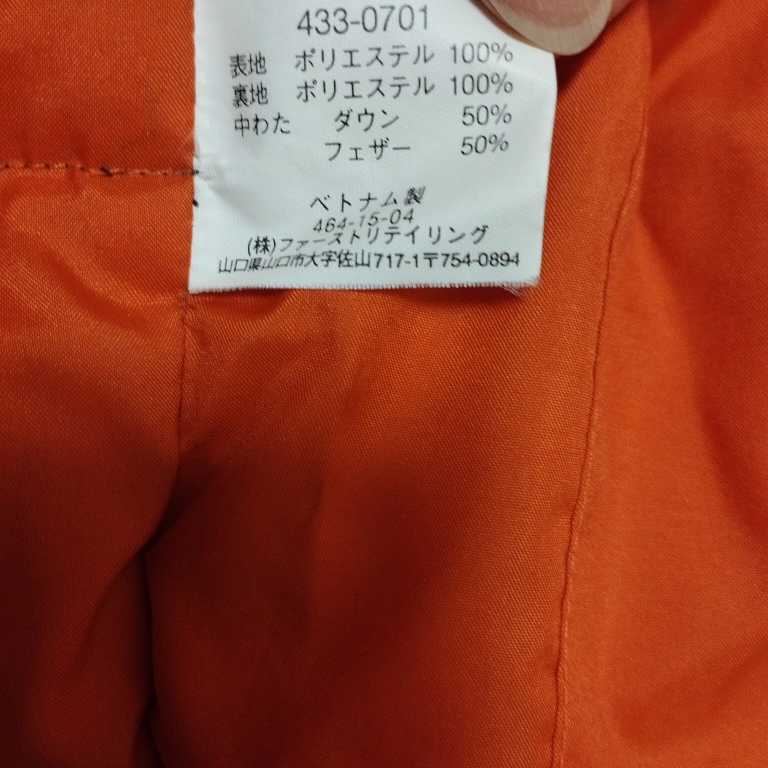 433-0701
表地 ポリエステル 100%
裏地 ポリエステル 100%
中わた ダウン 50%
フェザー 50%
ベトナム製
464-15-04
(株)ファーストリテイリング
山口県山口市大字佐山717-1〒754-0894